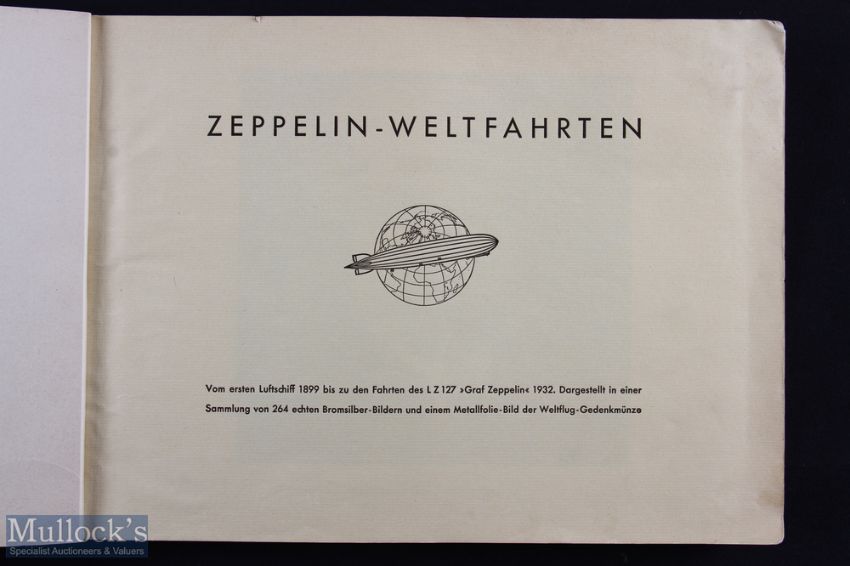 ZEPPELIN-WELTFAHRTEN
Vom ersten Luftschiff 1899 bis zu den Fahrten des LZ 127 ›Graf Zeppelin‹ 1932. Dargestellt in einer
Sammlung von 264 echten Bromsilber-Bildern und einem Metallfolie-Bild der Weltflug-Gedenkmünze
Mullock's
Specialist Auctioneers & Valuers